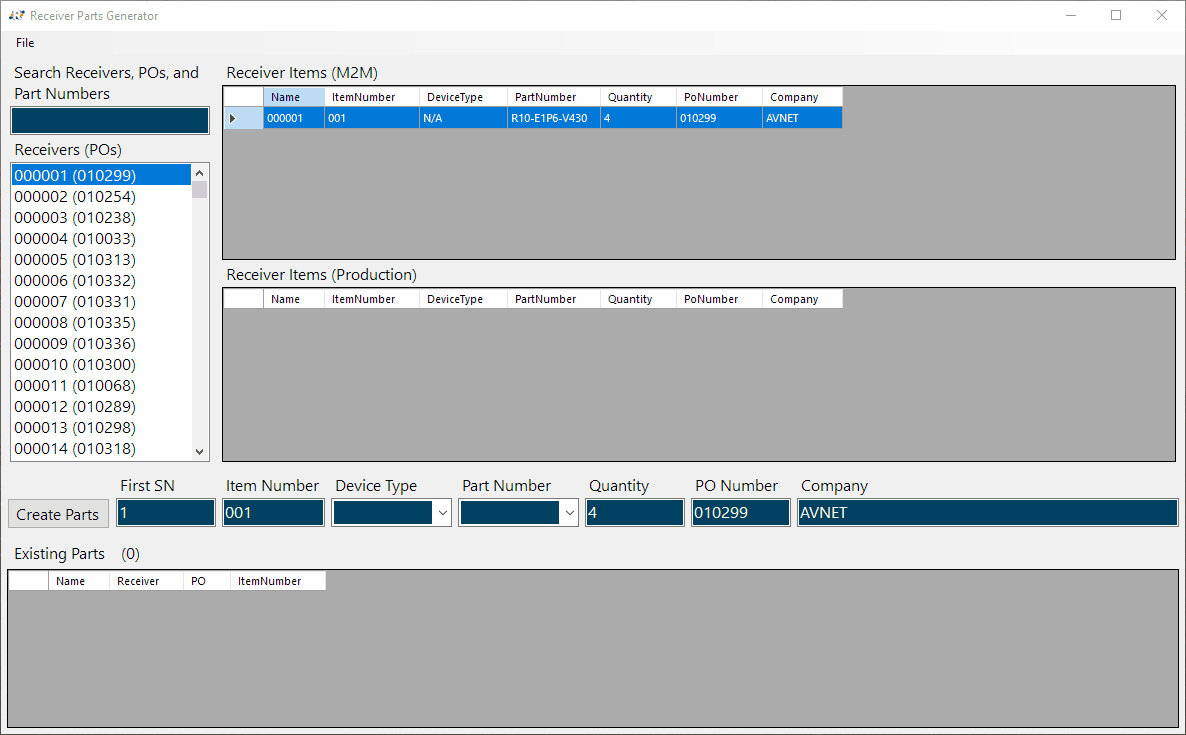 Receiver Parts Generator
File
Search Receivers, POs, and
Part Numbers
Receivers (POs)
000001 (010299)
000002 (010254)
000003 (010238)
000004 (010033)
000005 (010313)
000006 (010332)
000007 (010331)
000008 (010335)
000009 (010336)
000010 (010300)
000011 (010068)
000012 (010289)
000013 (010298)
000014 (010318)
Receiver Items (M2M)
Name ItemNumber DeviceType PartNumber Quantity PoNumber Company
000001 001 N/A R10-E1P6-V430 4 010299 AVNET
Receiver Items (Production)
Name ItemNumber DeviceType PartNumber Quantity PoNumber Company
First SN Item Number Device Type Part Number Quantity PO Number Company
Create Parts 1 001 4 010299 AVNET
Existing Parts (0)
Name Receiver PO ItemNumber